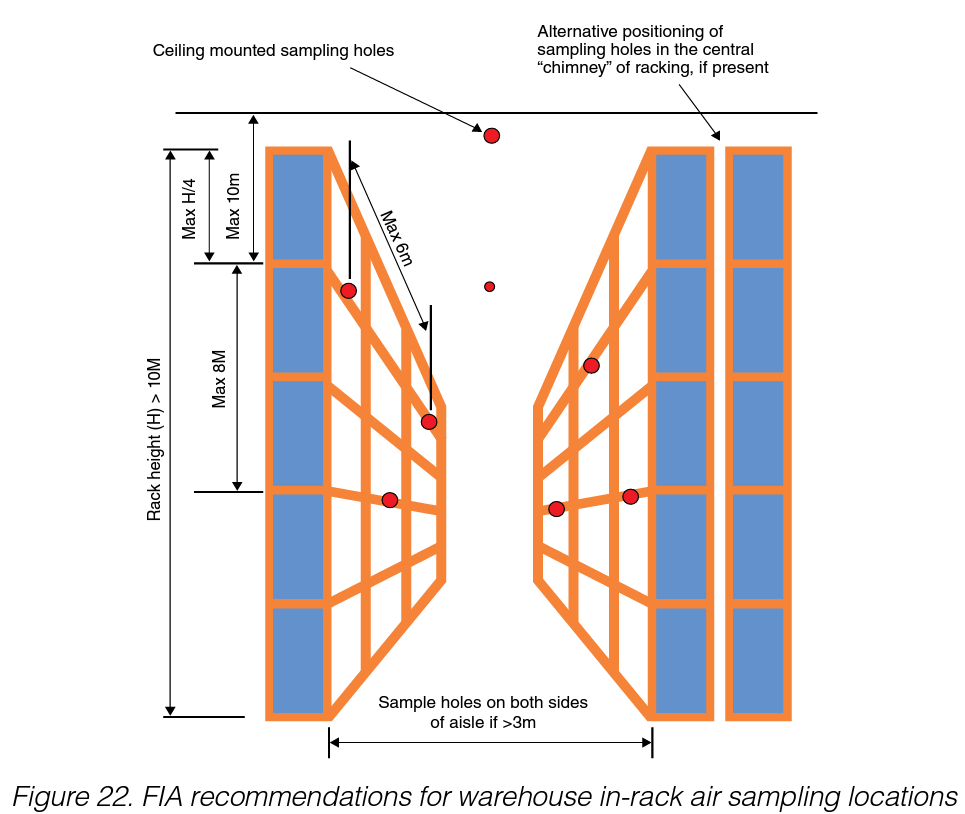 Ceiling mounted sampling holes
Alternative positioning of
sampling holes in the central
“chimney” of racking, if present
Max H/4
Max 10m
Max 6m
Max 8M
Rack height (H) > 10M
Sample holes on both sides
of aisle if >3m
Figure 22. FIA recommendations for warehouse in-rack air sampling locations